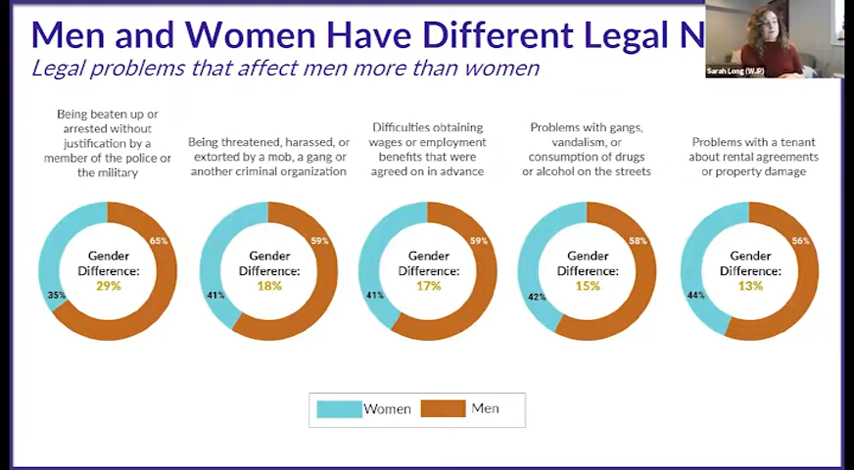 Men and Women Have Different Legal N
Sarah Long (WJP)
Legal problems that affect men more than women
Being beaten up or
arrested without
justification by a
member of the police or
the military
Being threatened, harassed, or
extorted by a mob, a gang or
another criminal organization
Difficulties obtaining
wages or employment
benefits that were
agreed on in advance
Problems with gangs,
vandalism, or
consumption of drugs
or alcohol on the streets
Problems with a tenant
about rental agreements
or property damage
65%
Gender
Difference:
29%
35%
59%
Gender
Difference:
18%
41%
59%
Gender
Difference:
17%
41%
58%
Gender
Difference:
15%
42%
56%
Gender
Difference:
13%
44%
Women
Men